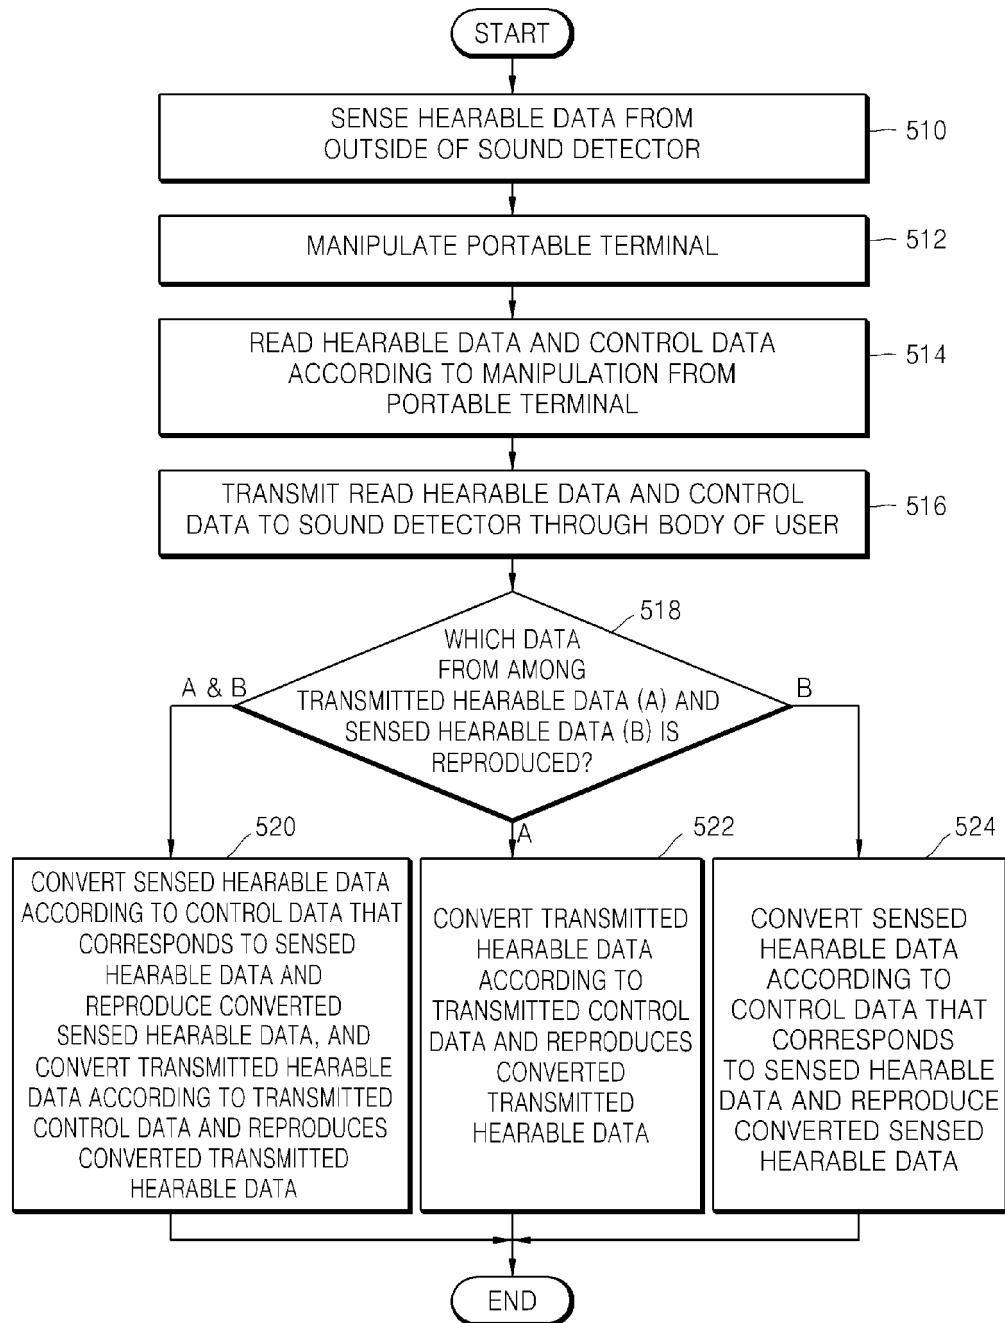 START
SENSE HEARABLE DATA FROM
OUTSIDE OF SOUND DETECTOR
510
MANIPULATE PORTABLE TERMINAL
512
READ HEARABLE DATA AND CONTROL DATA
ACCORDING TO MANIPULATION FROM
PORTABLE TERMINAL
514
TRANSMIT READ HEARABLE DATA AND CONTROL
DATA TO SOUND DETECTOR THROUGH BODY OF USER
516
518
WHICH DATA
FROM AMONG
TRANSMITTED HEARABLE DATA (A) AND
SENSED HEARABLE DATA (B) IS
REPRODUCED?
A & B
B
A
520
CONVERT SENSED HEARABLE DATA
ACCORDING TO CONTROL DATA THAT
CORRESPONDS TO SENSED
HEARABLE DATA AND
REPRODUCE CONVERTED
SENSED HEARABLE DATA, AND
CONVERT TRANSMITTED HEARABLE
DATA ACCORDING TO TRANSMITTED
CONTROL DATA AND REPRODUCES
CONVERTED TRANSMITTED
HEARABLE DATA
522
CONVERT TRANSMITTED
HEARABLE DATA
ACCORDING TO
TRANSMITTED CONTROL
DATA AND REPRODUCES
CONVERTED
TRANSMITTED
HEARABLE DATA
524
CONVERT SENSED
HEARABLE DATA
ACCORDING TO
CONTROL DATA THAT
CORRESPONDS
TO SENSED HEARABLE
DATA AND REPRODUCE
CONVERTED SENSED
HEARABLE DATA
END